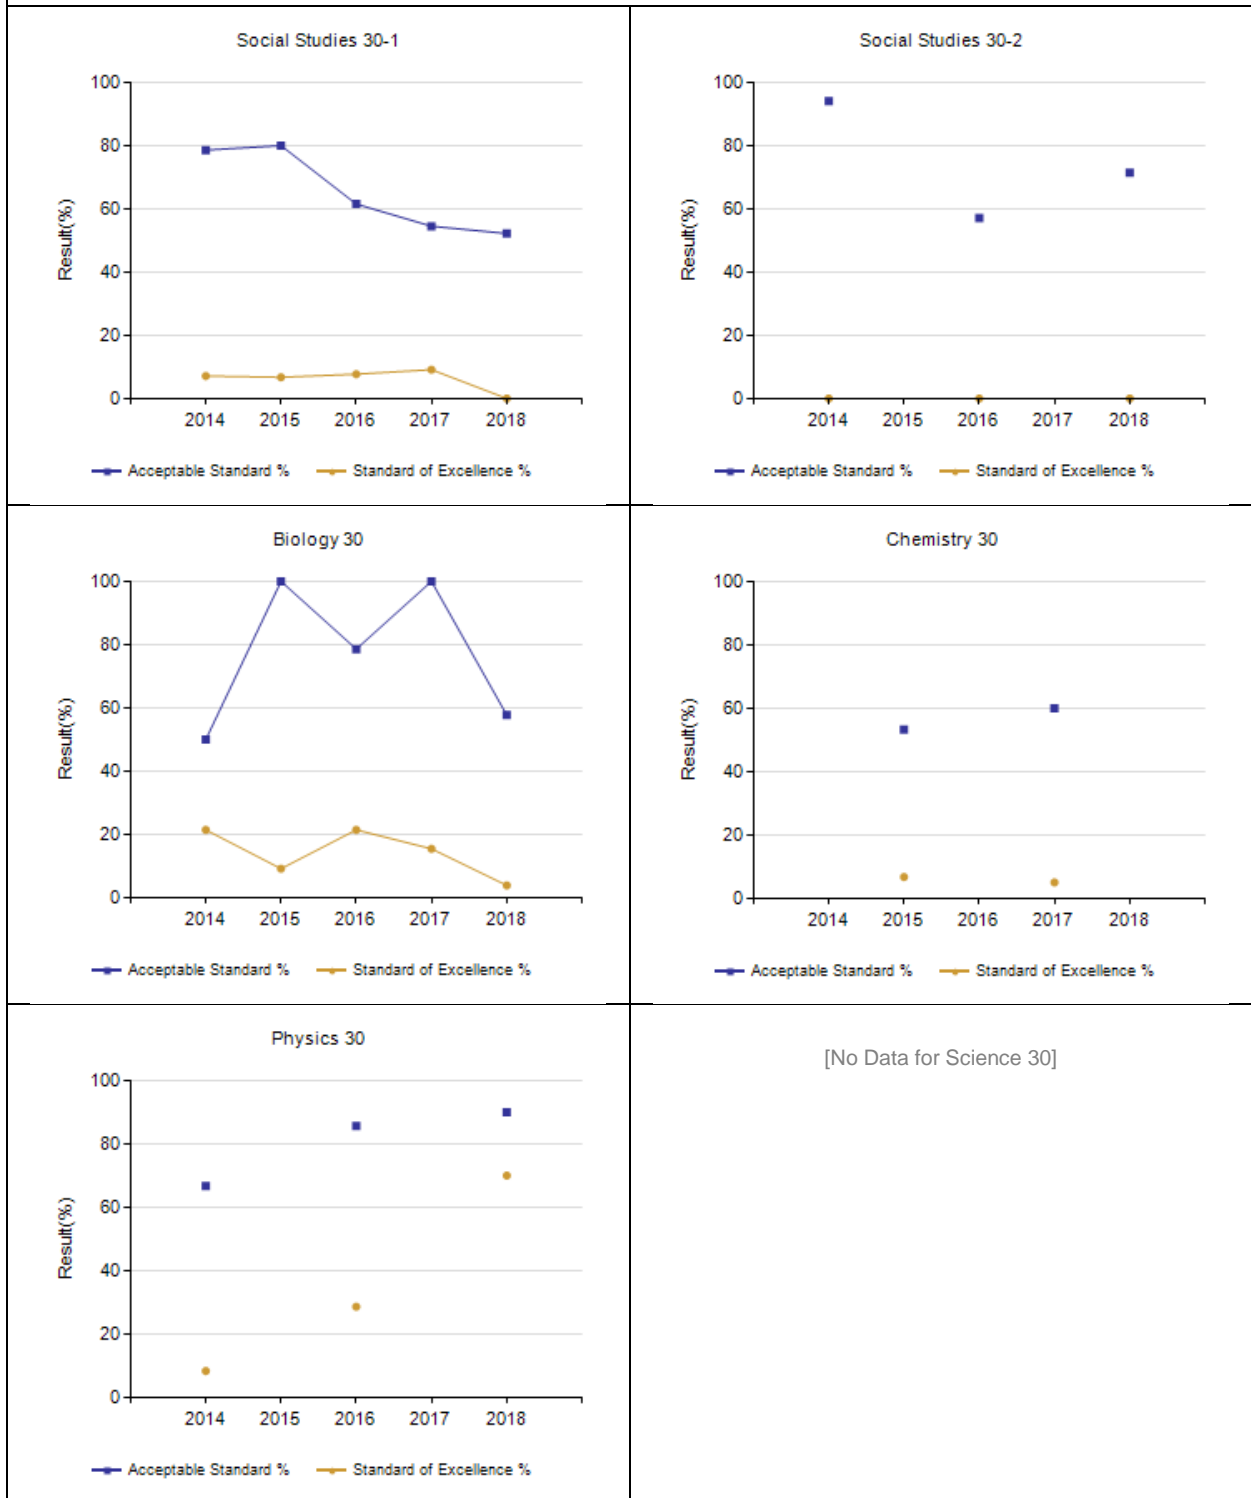 Social Studies 30-1
100
80
60
40
20
0
Result(%)
2014 2015 2016 2017 2018
Acceptable Standard % Standard of Excellence %
Social Studies 30-2
100
80
60
40
20
0
Result(%)
2014 2015 2016 2017 2018
Acceptable Standard % Standard of Excellence %
Biology 30
100
80
60
40
20
0
Result(%)
2014 2015 2016 2017 2018
Acceptable Standard % Standard of Excellence %
Chemistry 30
100
80
60
40
20
0
Result(%)
2014 2015 2016 2017 2018
Acceptable Standard % Standard of Excellence %
Physics 30
100
80
60
40
20
0
Result(%)
2014 2015 2016 2017 2018
Acceptable Standard % Standard of Excellence %
[No Data for Science 30]